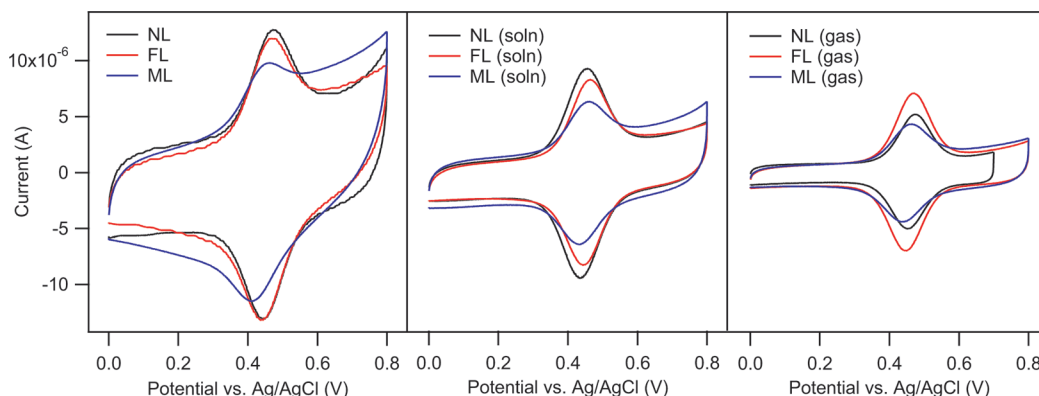 NL
FL
ML
NL (soln)
FL (soln)
ML (soln)
NL (gas)
FL (gas)
ML (gas)
Current (A)
10x10⁻⁶
5
0
-5
-10
0.0 0.2 0.4 0.6 0.8
0.0 0.2 0.4 0.6 0.8
0.0 0.2 0.4 0.6 0.8
Potential vs. Ag/AgCl (V)
Potential vs. Ag/AgCl (V)
Potential vs. Ag/AgCl (V)